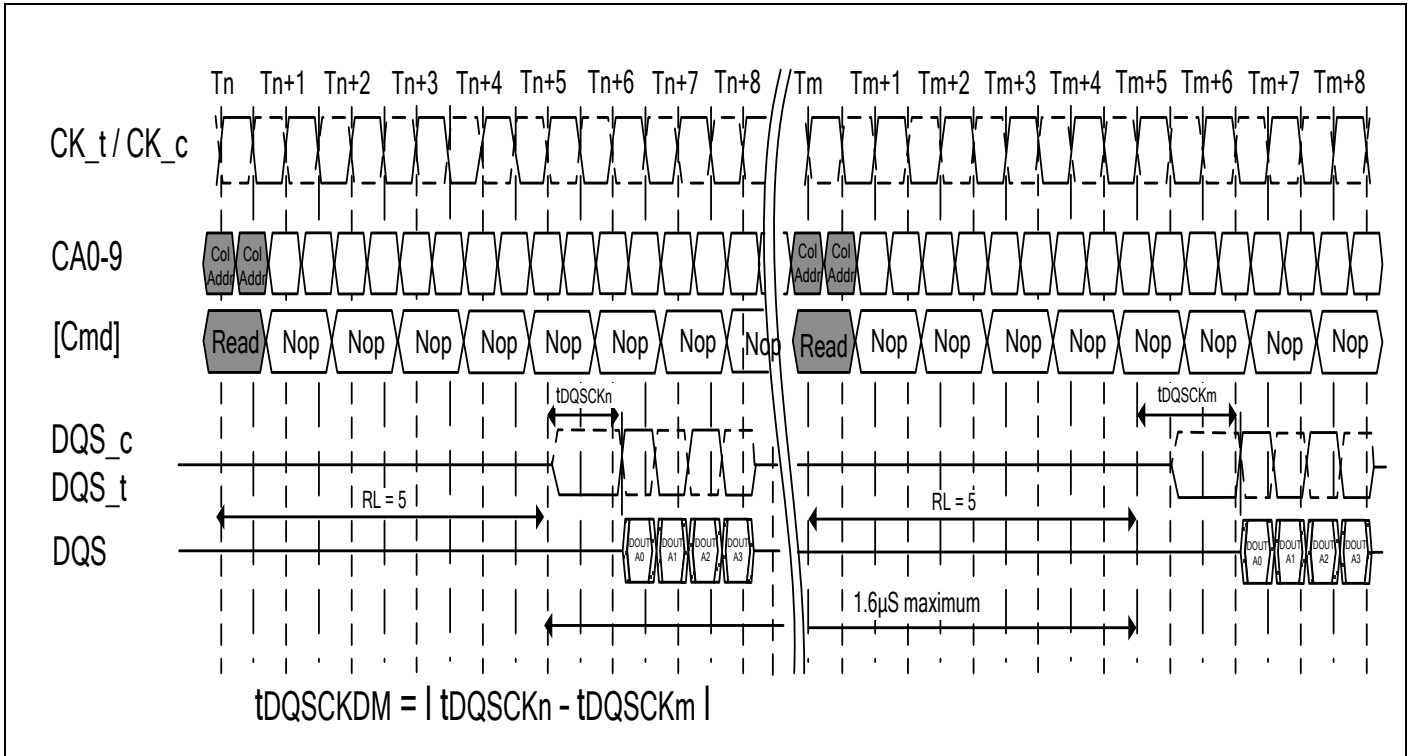 Tn Tn+1 Tn+2 Tn+3 Tn+4 Tn+5 Tn+6 Tn+7 Tn+8 Tm Tm+1 Tm+2 Tm+3 Tm+4 Tm+5 Tm+6 Tm+7 Tm+8
CK_t / CK_c
CA0-9
Col Addr Col Addr Col Addr Col Addr
[Cmd]
Read Nop Nop Nop Nop Nop Nop Nop Nop Read Nop Nop Nop Nop Nop Nop Nop Nop
tDQSCKn tDQSCKm
DQS_c
DQS_t
RL = 5 RL = 5
DQS
DOUT A0 DOUT A1 DOUT A2 DOUT A3 DOUT A0 DOUT A1 DOUT A2 DOUT A3
1.6µS maximum
tDQSCKDM = | tDQSCKn - tDQSCKm |